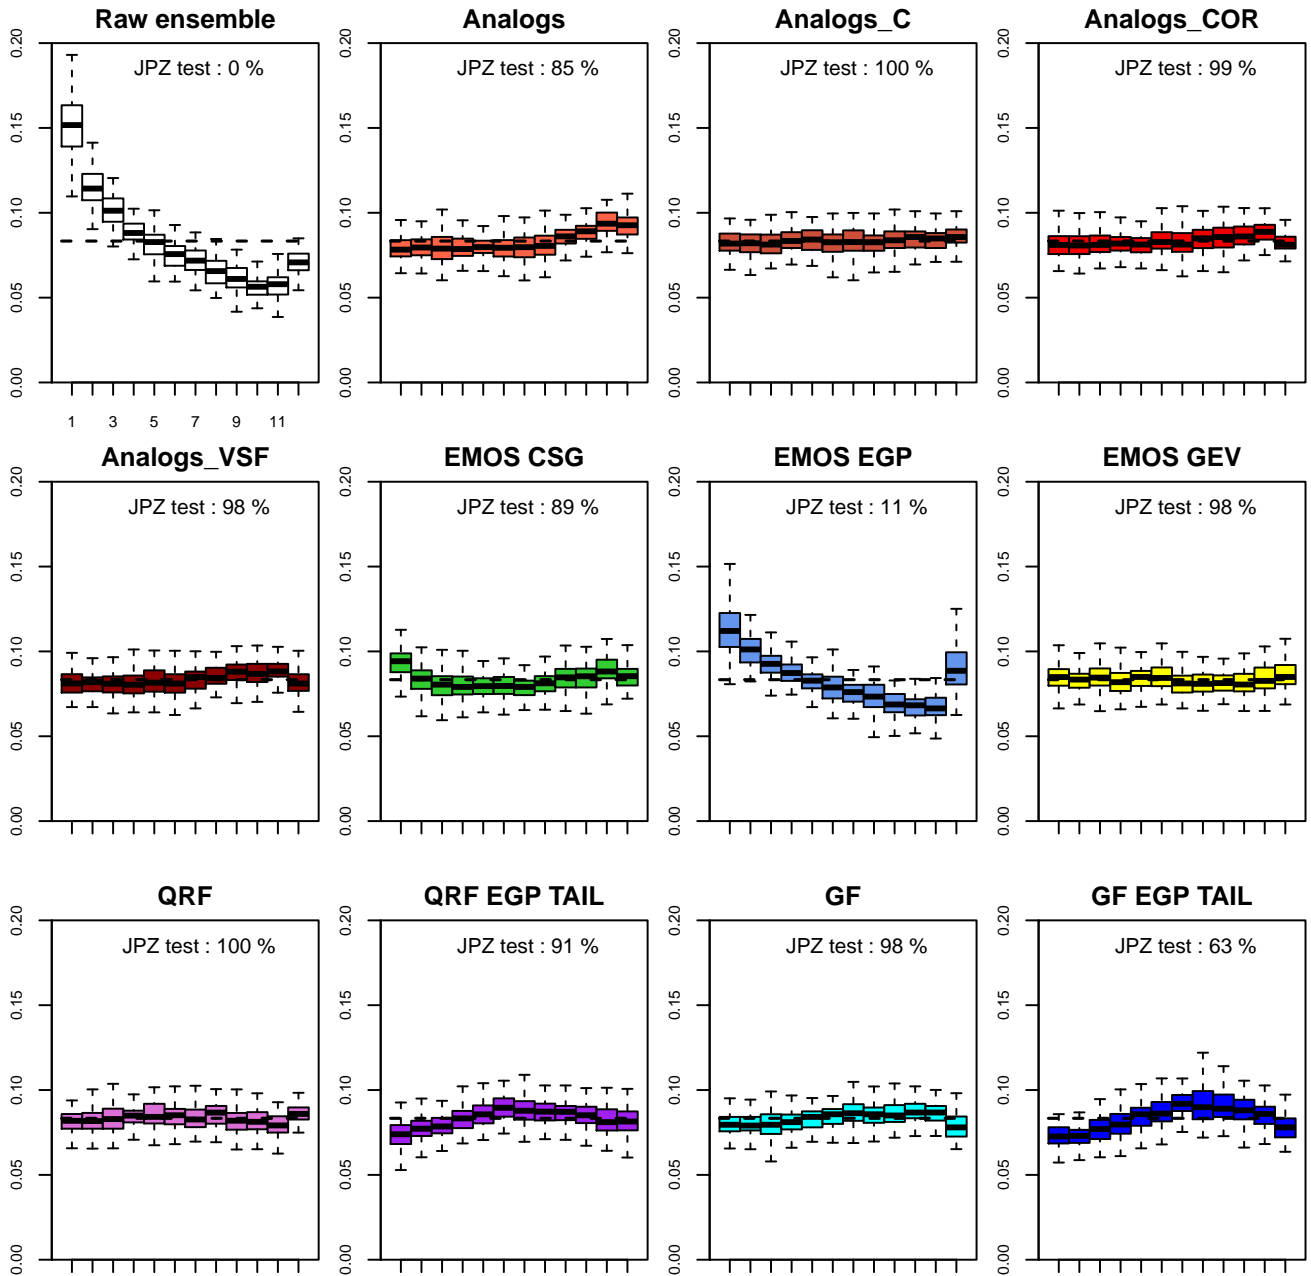 Raw ensemble
JPZ test : 0 %
0.00 0.05 0.10 0.15 0.20
1 3 5 7 9 11
Analogs
JPZ test : 85 %
0.00 0.05 0.10 0.15 0.20
Analogs_C
JPZ test : 100 %
0.00 0.05 0.10 0.15 0.20
Analogs_COR
JPZ test : 99 %
0.00 0.05 0.10 0.15 0.20
Analogs_VSF
JPZ test : 98 %
0.00 0.05 0.10 0.15 0.20
EMOS CSG
JPZ test : 89 %
0.00 0.05 0.10 0.15 0.20
EMOS EGP
JPZ test : 11 %
0.00 0.05 0.10 0.15 0.20
EMOS GEV
JPZ test : 98 %
0.00 0.05 0.10 0.15 0.20
QRF
JPZ test : 100 %
0.00 0.05 0.10 0.15 0.20
QRF EGP TAIL
JPZ test : 91 %
0.00 0.05 0.10 0.15 0.20
GF
JPZ test : 98 %
0.00 0.05 0.10 0.15 0.20
GF EGP TAIL
JPZ test : 63 %
0.00 0.05 0.10 0.15 0.20